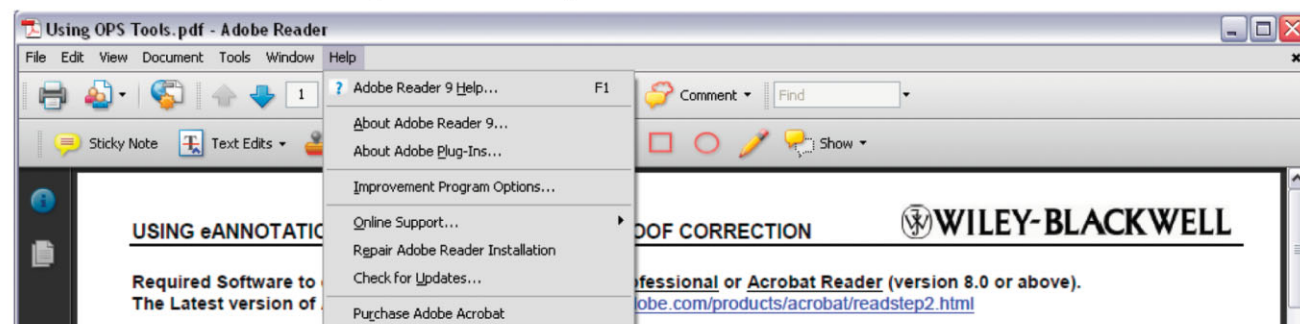 Using OPS Tools.pdf - Adobe Reader
File Edit View Document Tools Window Help
1
? Adobe Reader 9 Help... F1
Comment
Find
About Adobe Reader 9...
Sticky Note
Text Edits
About Adobe Plug-Ins...
Show
Improvement Program Options...
Online Support...
USING eANNOTATIO
OOF CORRECTION
WILEY-BLACKWELL
Repair Adobe Reader Installation
Check for Updates...
Required Software to
fessional or Acrobat Reader (version 8.0 or above).
The Latest version of
obe.com/products/acrobat/readstep2.html
Purchase Adobe Acrobat